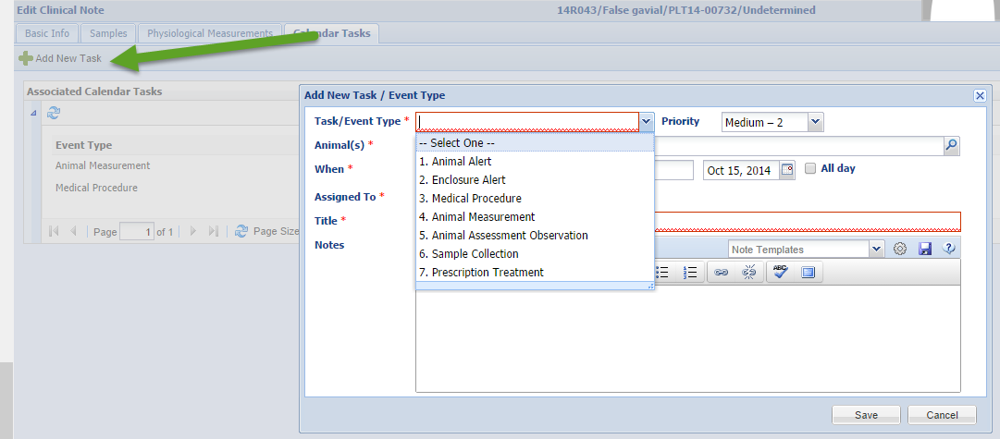 Edit Clinical Note
14R043/False gavial/PLT14-00732/Undetermined
Basic Info
Samples
Physiological Measurements
Calendar Tasks
Add New Task
Associated Calendar Tasks
Event Type
Animal Measurement
Medical Procedure
Page 1 of 1
Page Size
Add New Task / Event Type
Task/Event Type *
Priority
Medium – 2
-- Select One --
1. Animal Alert
2. Enclosure Alert
3. Medical Procedure
4. Animal Measurement
5. Animal Assessment Observation
6. Sample Collection
7. Prescription Treatment
Animal(s) *
When *
Oct 15, 2014
All day
Assigned To *
Title *
Notes
Note Templates
ABC
Save
Cancel